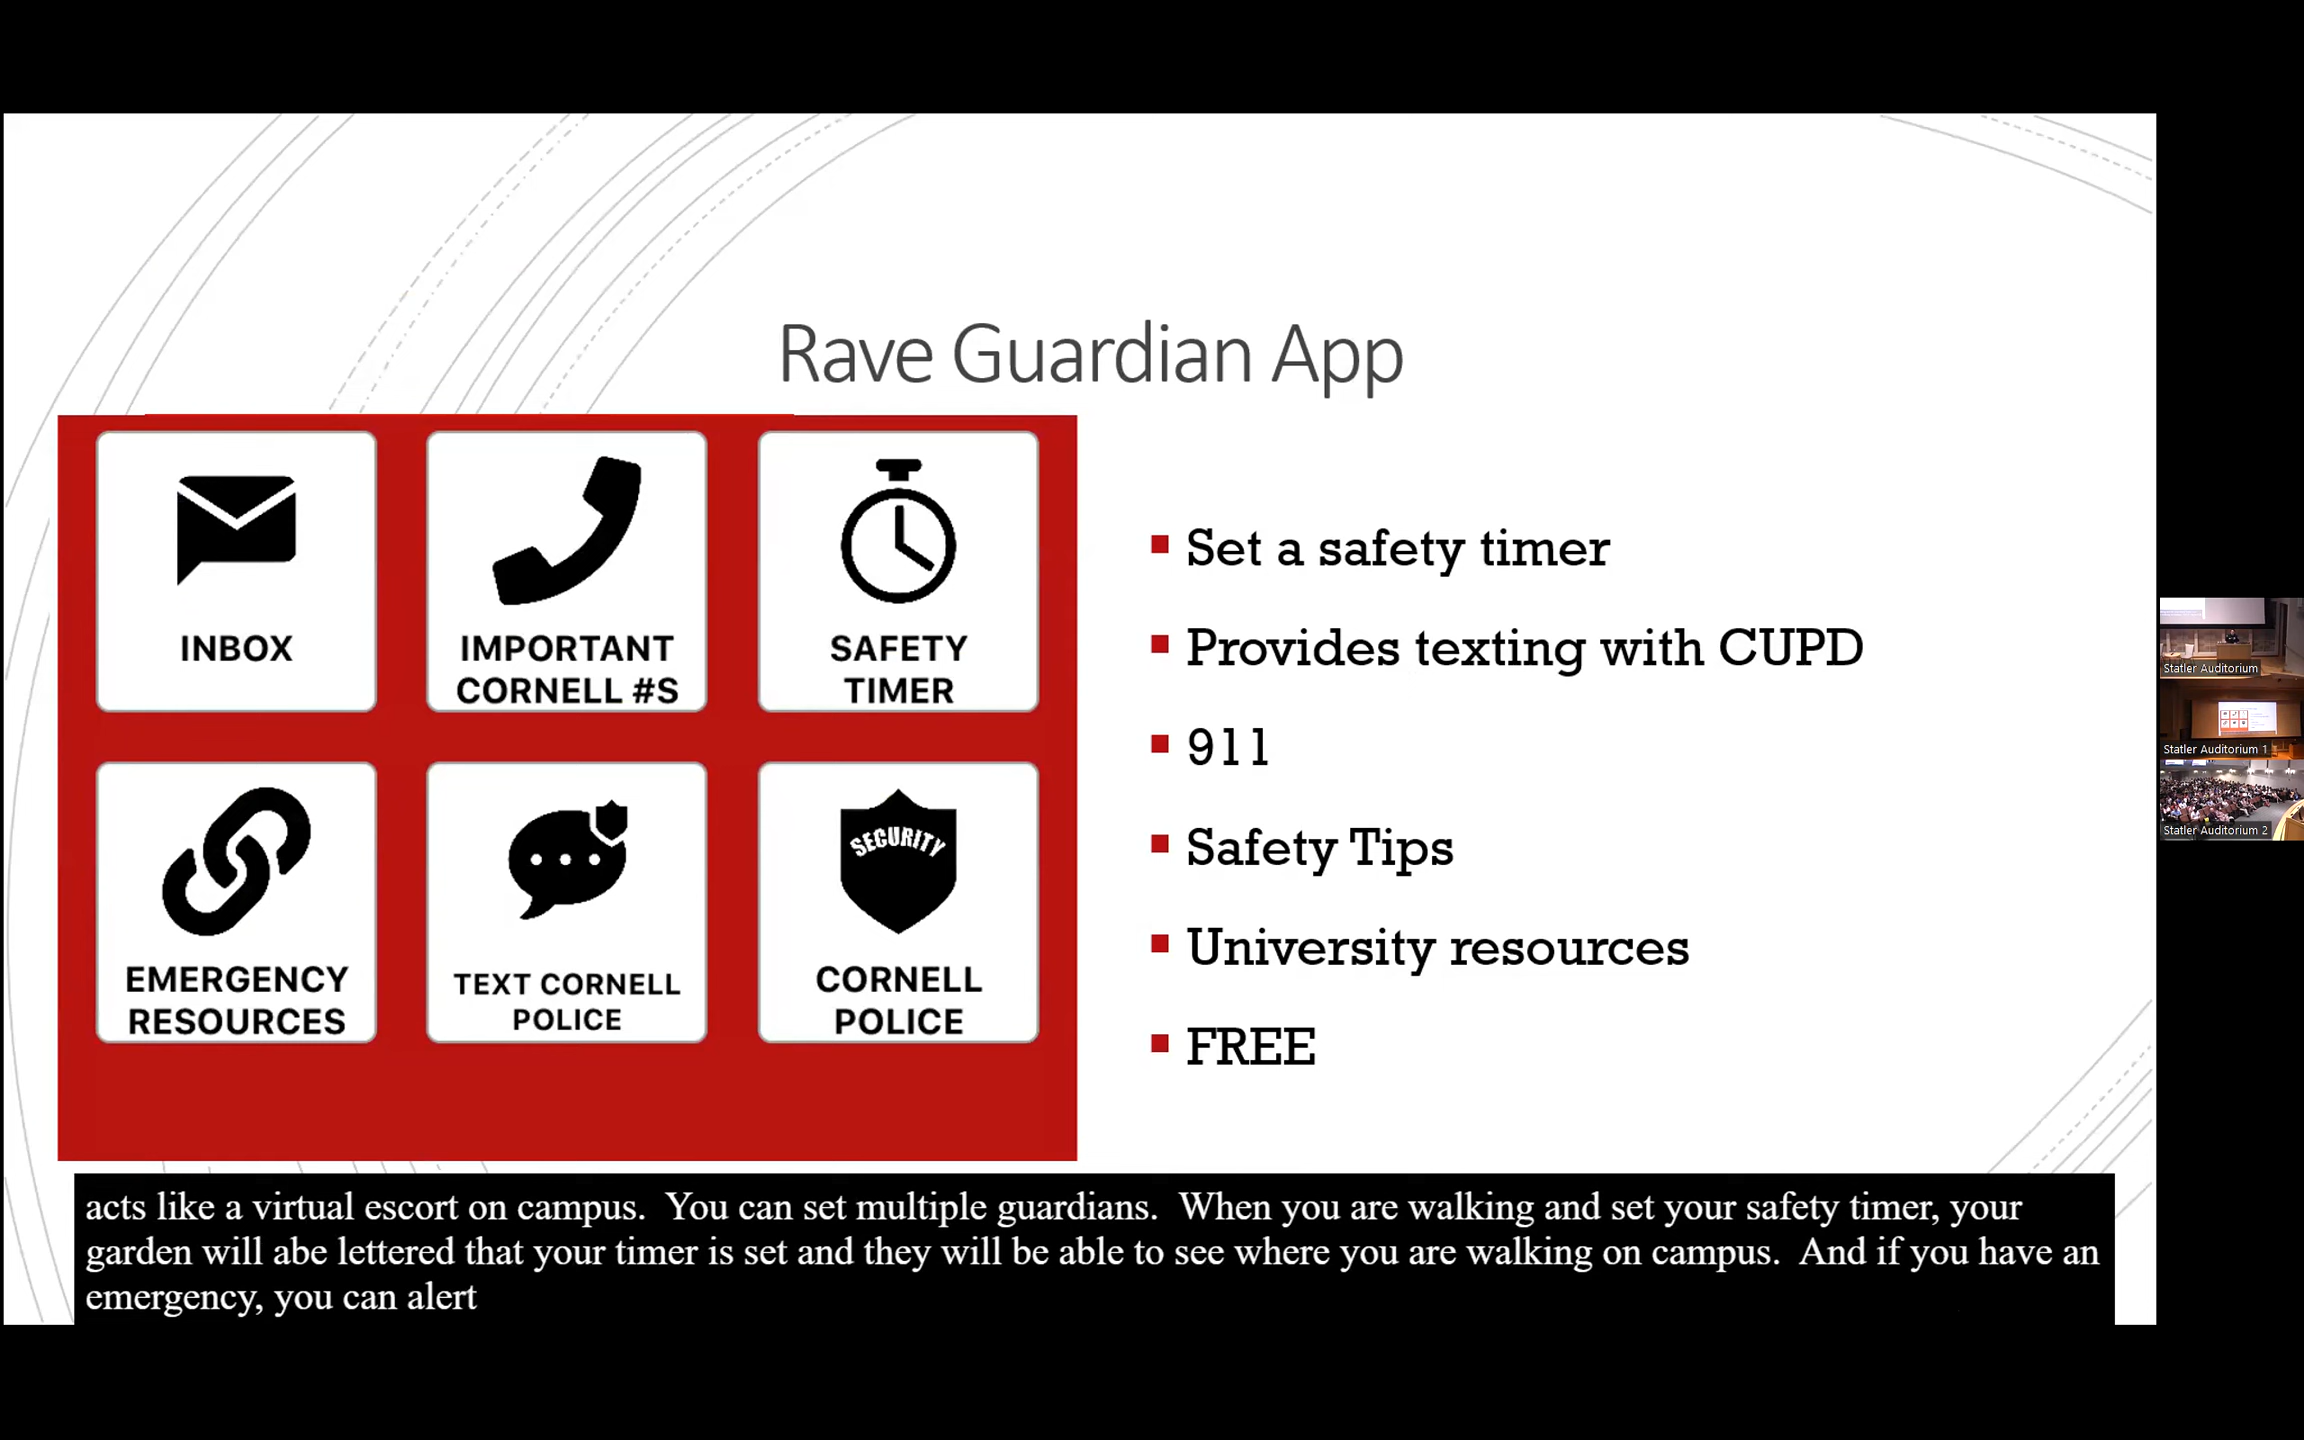 Rave Guardian App
INBOX
IMPORTANT
CORNELL #S
SAFETY
TIMER
EMERGENCY
RESOURCES
TEXT CORNELL
POLICE
SECURITY
CORNELL
POLICE
Set a safety timer
Provides texting with CUPD
911
Safety Tips
University resources
FREE
acts like a virtual escort on campus.  You can set multiple guardians.  When you are walking and set your safety timer, your
garden will abe lettered that your timer is set and they will be able to see where you are walking on campus.  And if you have an
emergency, you can alert
Statler Auditorium
Statler Auditorium 1
Statler Auditorium 2